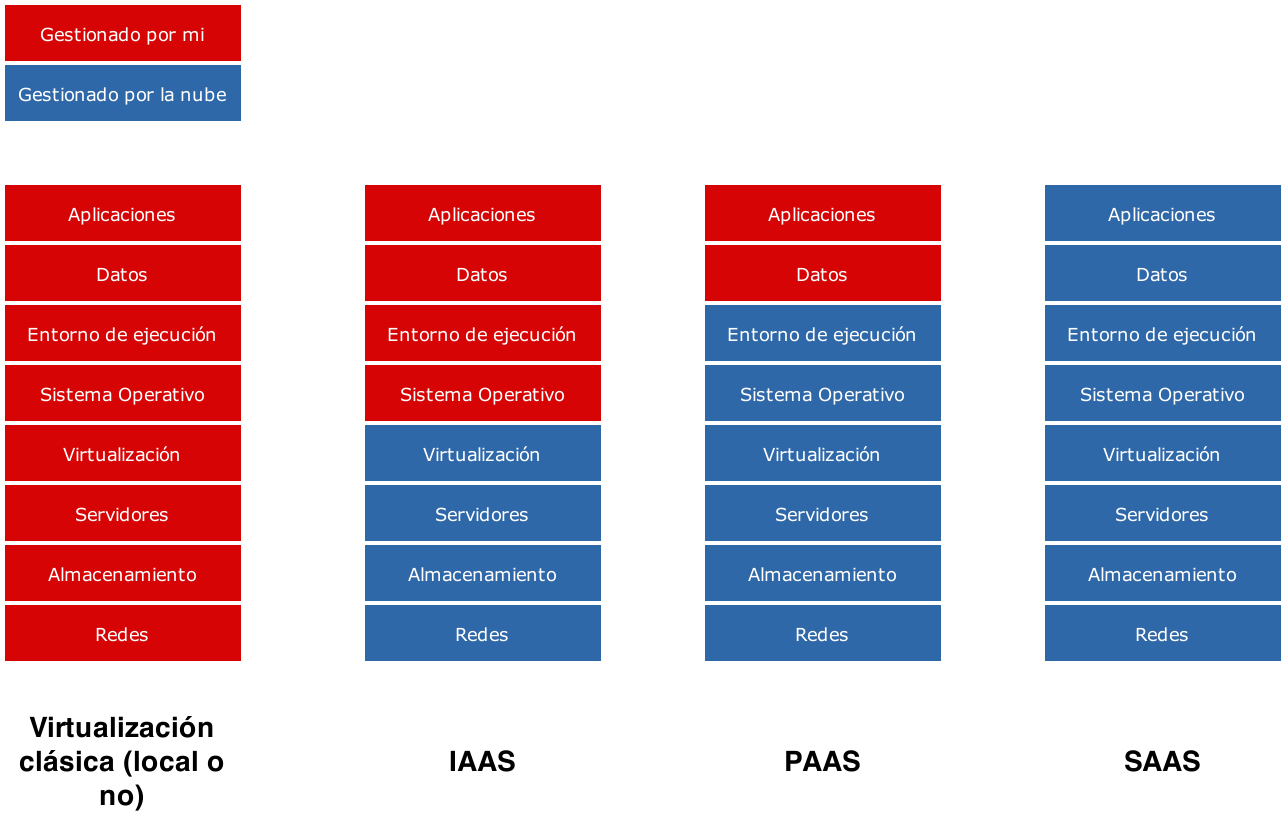 Gestionado por mi
Gestionado por la nube
Aplicaciones
Datos
Entorno de ejecución
Sistema Operativo
Virtualización
Servidores
Almacenamiento
Redes
Virtualización
clásica (local o
no)
Aplicaciones
Datos
Entorno de ejecución
Sistema Operativo
Virtualización
Servidores
Almacenamiento
Redes
IAAS
Aplicaciones
Datos
Entorno de ejecución
Sistema Operativo
Virtualización
Servidores
Almacenamiento
Redes
PAAS
Aplicaciones
Datos
Entorno de ejecución
Sistema Operativo
Virtualización
Servidores
Almacenamiento
Redes
SAAS